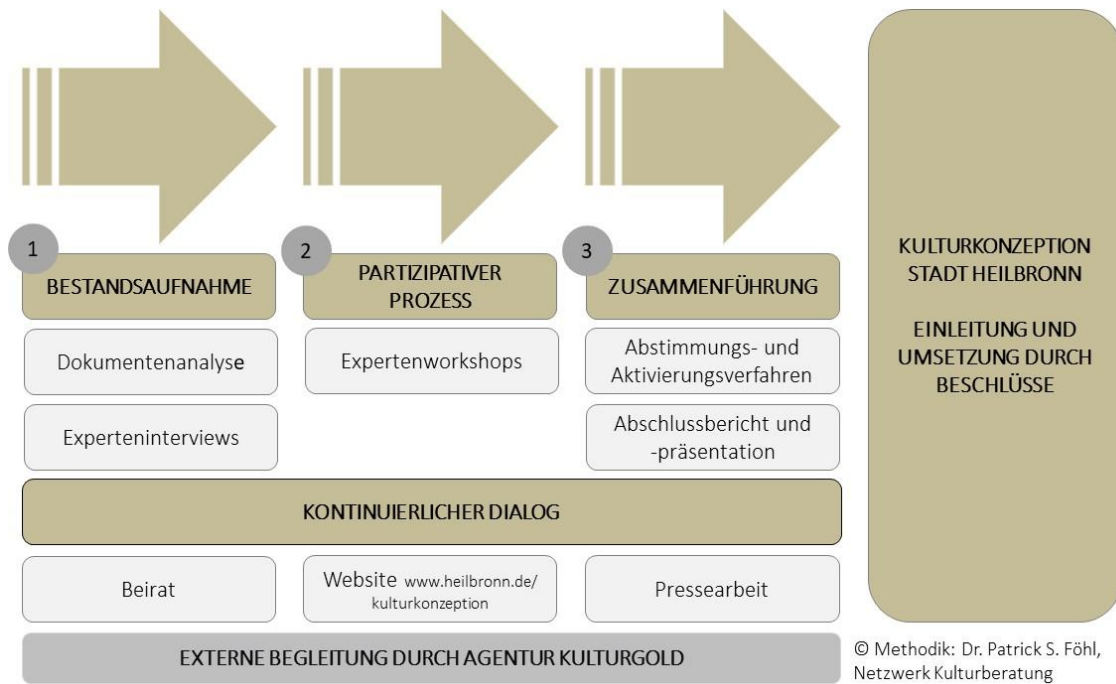 1
BESTANDSAUFNAHME
Dokumentenanalyse
Experteninterviews
2
PARTIZIPATIVER
PROZESS
Expertenworkshops
3
ZUSAMMENFÜHRUNG
Abstimmungs- und
Aktivierungsverfahren
Abschlussbericht und
-präsentation
KONTINUIERLICHER DIALOG
Beirat
Website www.heilbronn.de/
kulturkonzeption
Pressearbeit
EXTERNE BEGLEITUNG DURCH AGENTUR KULTURGOLD
KULTURKONZEPTION
STADT HEILBRONN
EINLEITUNG UND
UMSETZUNG DURCH
BESCHLÜSSE
© Methodik: Dr. Patrick S. Föhl,
Netzwerk Kulturberatung